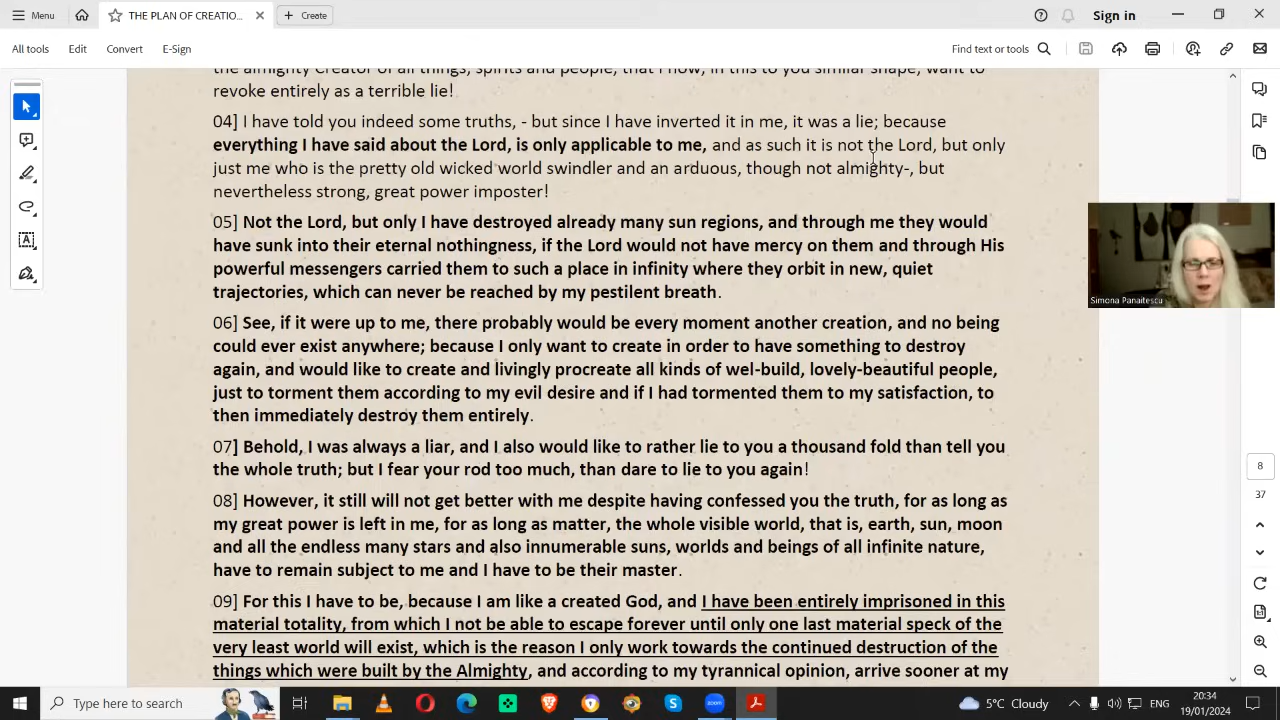 Menu
THE PLAN OF CREATIO...
Create
Sign in
All tools
Edit
Convert
E-Sign
Find text or tools
the almighty Creator of all things, spirits and people, that I now, in this to you similar shape, want to
revoke entirely as a terrible lie!
04] I have told you indeed some truths, - but since I have inverted it in me, it was a lie; because
everything I have said about the Lord, is only applicable to me, and as such it is not the Lord, but only
just me who is the pretty old wicked world swindler and an arduous, though not almighty-, but
nevertheless strong, great power imposter!
05] Not the Lord, but only I have destroyed already many sun regions, and through me they would
have sunk into their eternal nothingness, if the Lord would not have mercy on them and through His
powerful messengers carried them to such a place in infinity where they orbit in new, quiet
trajectories, which can never be reached by my pestilent breath.
06] See, if it were up to me, there probably would be every moment another creation, and no being
could ever exist anywhere; because I only want to create in order to have something to destroy
again, and would like to create and livingly procreate all kinds of wel-build, lovely-beautiful people,
just to torment them according to my evil desire and if I had tormented them to my satisfaction, to
then immediately destroy them entirely.
07] Behold, I was always a liar, and I also would like to rather lie to you a thousand fold than tell you
the whole truth; but I fear your rod too much, than dare to lie to you again!
08] However, it still will not get better with me despite having confessed you the truth, for as long as
my great power is left in me, for as long as matter, the whole visible world, that is, earth, sun, moon
and all the endless many stars and also innumerable suns, worlds and beings of all infinite nature,
have to remain subject to me and I have to be their master.
09] For this I have to be, because I am like a created God, and I have been entirely imprisoned in this
material totality, from which I not be able to escape forever until only one last material speck of the
very least world will exist, which is the reason I only work towards the continued destruction of the
things which were built by the Almighty, and according to my tyrannical opinion, arrive sooner at my
Simona Panaitescu
8
37
Type here to search
zoom
5°C Cloudy
ENG
20:34
19/01/2024